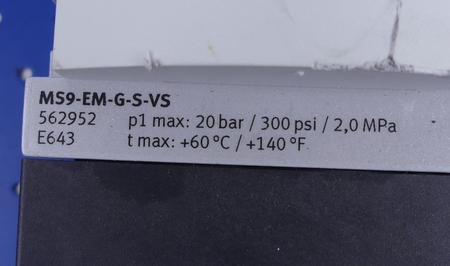 MS9-EM-G-S-VS
562952 p1 max: 20 bar / 300 psi / 2,0 MPa
E643 t max: +60 °C / +140 °F